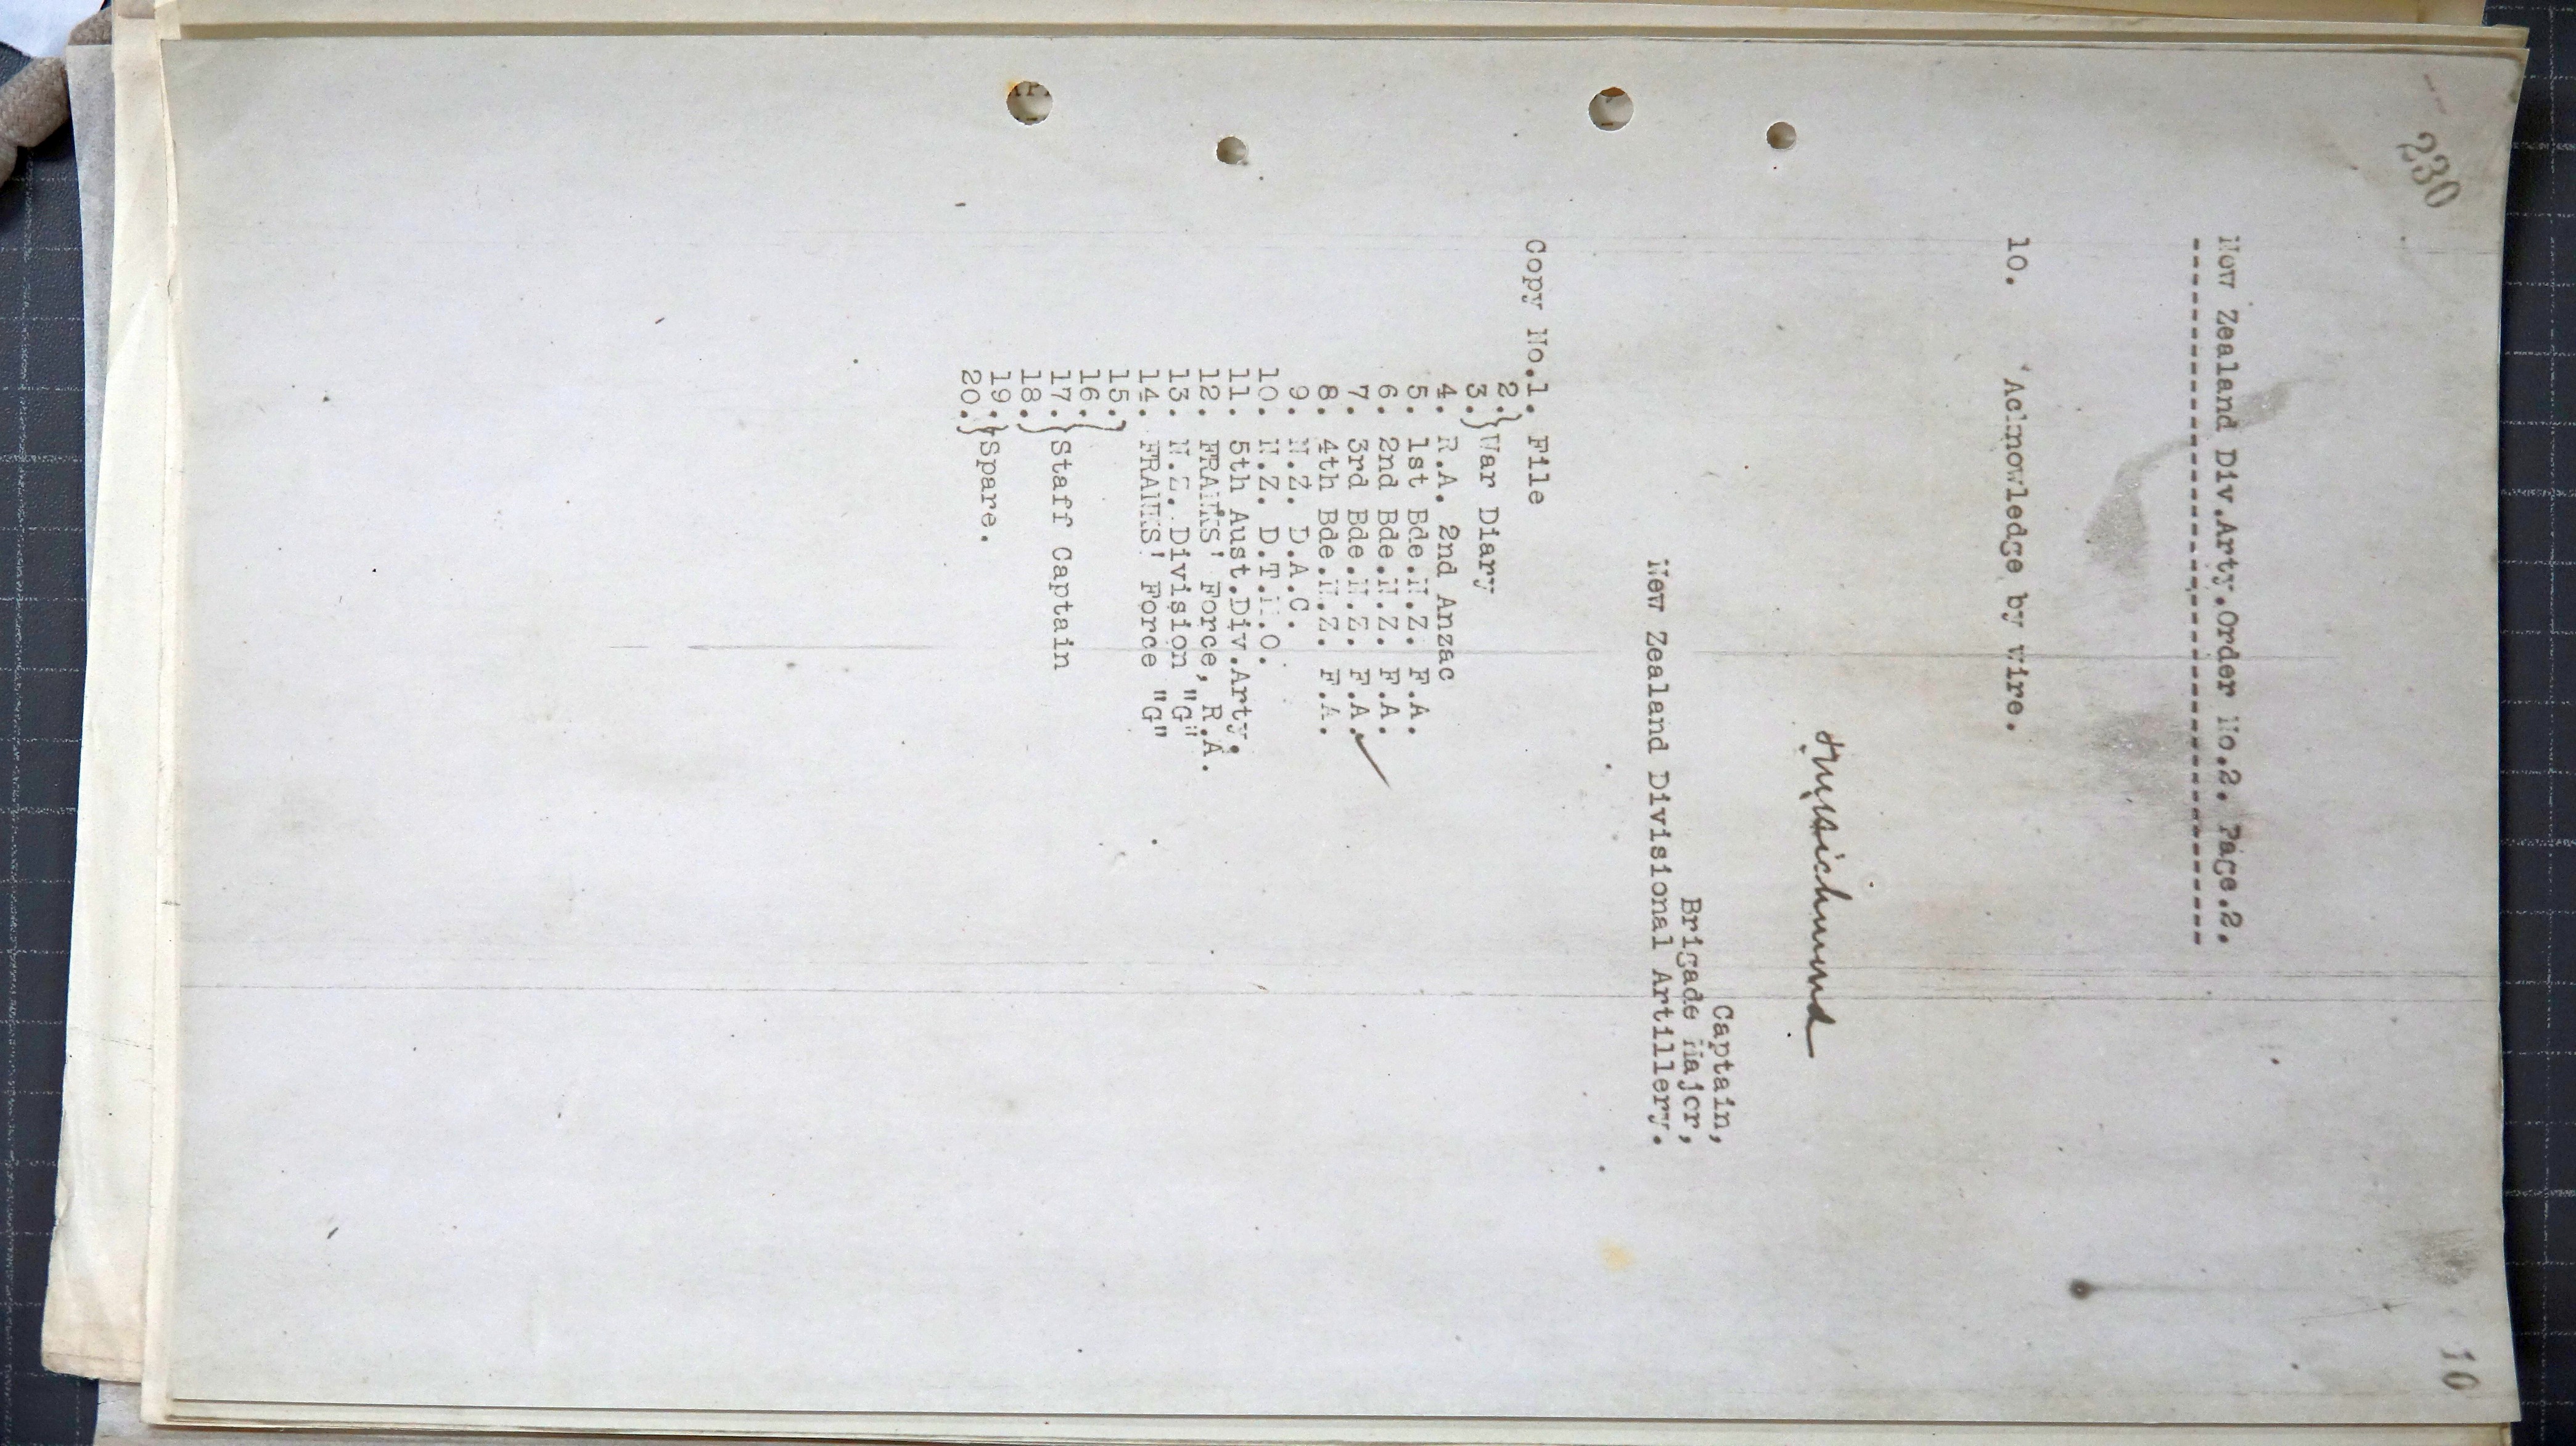 230
10
New Zealand Div.Arty.Order No.2. Page.2.
----------------------------------------
10. Acknowledge by wire.
Captain,
Brigade Major,
New Zealand Divisional Artillery.
Copy No.1. File
2.)
3.) War Diary
4. R.A. 2nd Anzac
5. 1st Bde.N.Z. F.A.
6. 2nd Bde.N.Z. F.A.
7. 3rd Bde.N.Z. F.A. ✓
8. 4th Bde.N.Z. F.A.
9. N.Z. D.A.C.
10. N.Z. D.T.M.O.
11. 5th Aust.Div.Arty.
12. FRANKS' Force, R.A.
13. N.Z. Division "G"
14. FRANKS' Force "G"
15.)
16.)
17.) Staff Captain
18.)
19.) Spare.
20.)